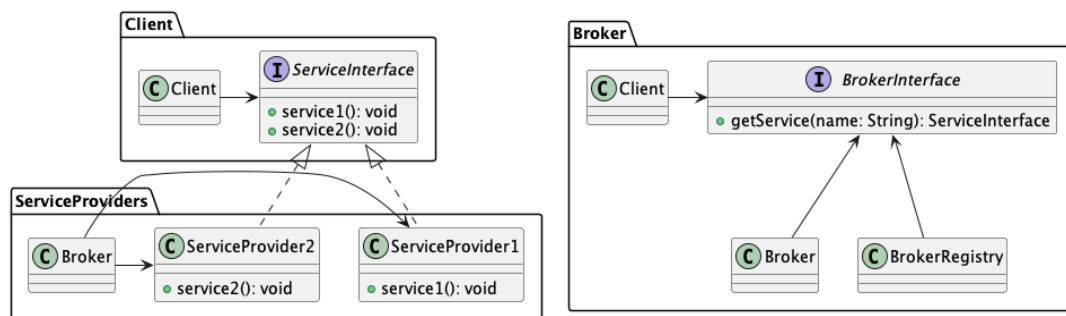 Client
C Client
I ServiceInterface
service1(): void
service2(): void
ServiceProviders
C Broker
C ServiceProvider2
service2(): void
C ServiceProvider1
service1(): void
Broker
C Client
I BrokerInterface
getService(name: String): ServiceInterface
C Broker
C BrokerRegistry